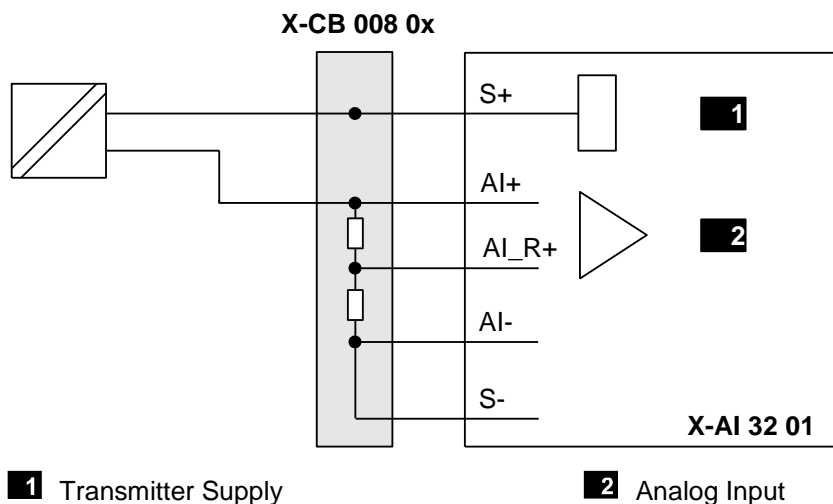 X-CB 008 0x
S+
1
AI+
2
AI_R+
AI-
S-
X-AI 32 01
1 Transmitter Supply
2 Analog Input